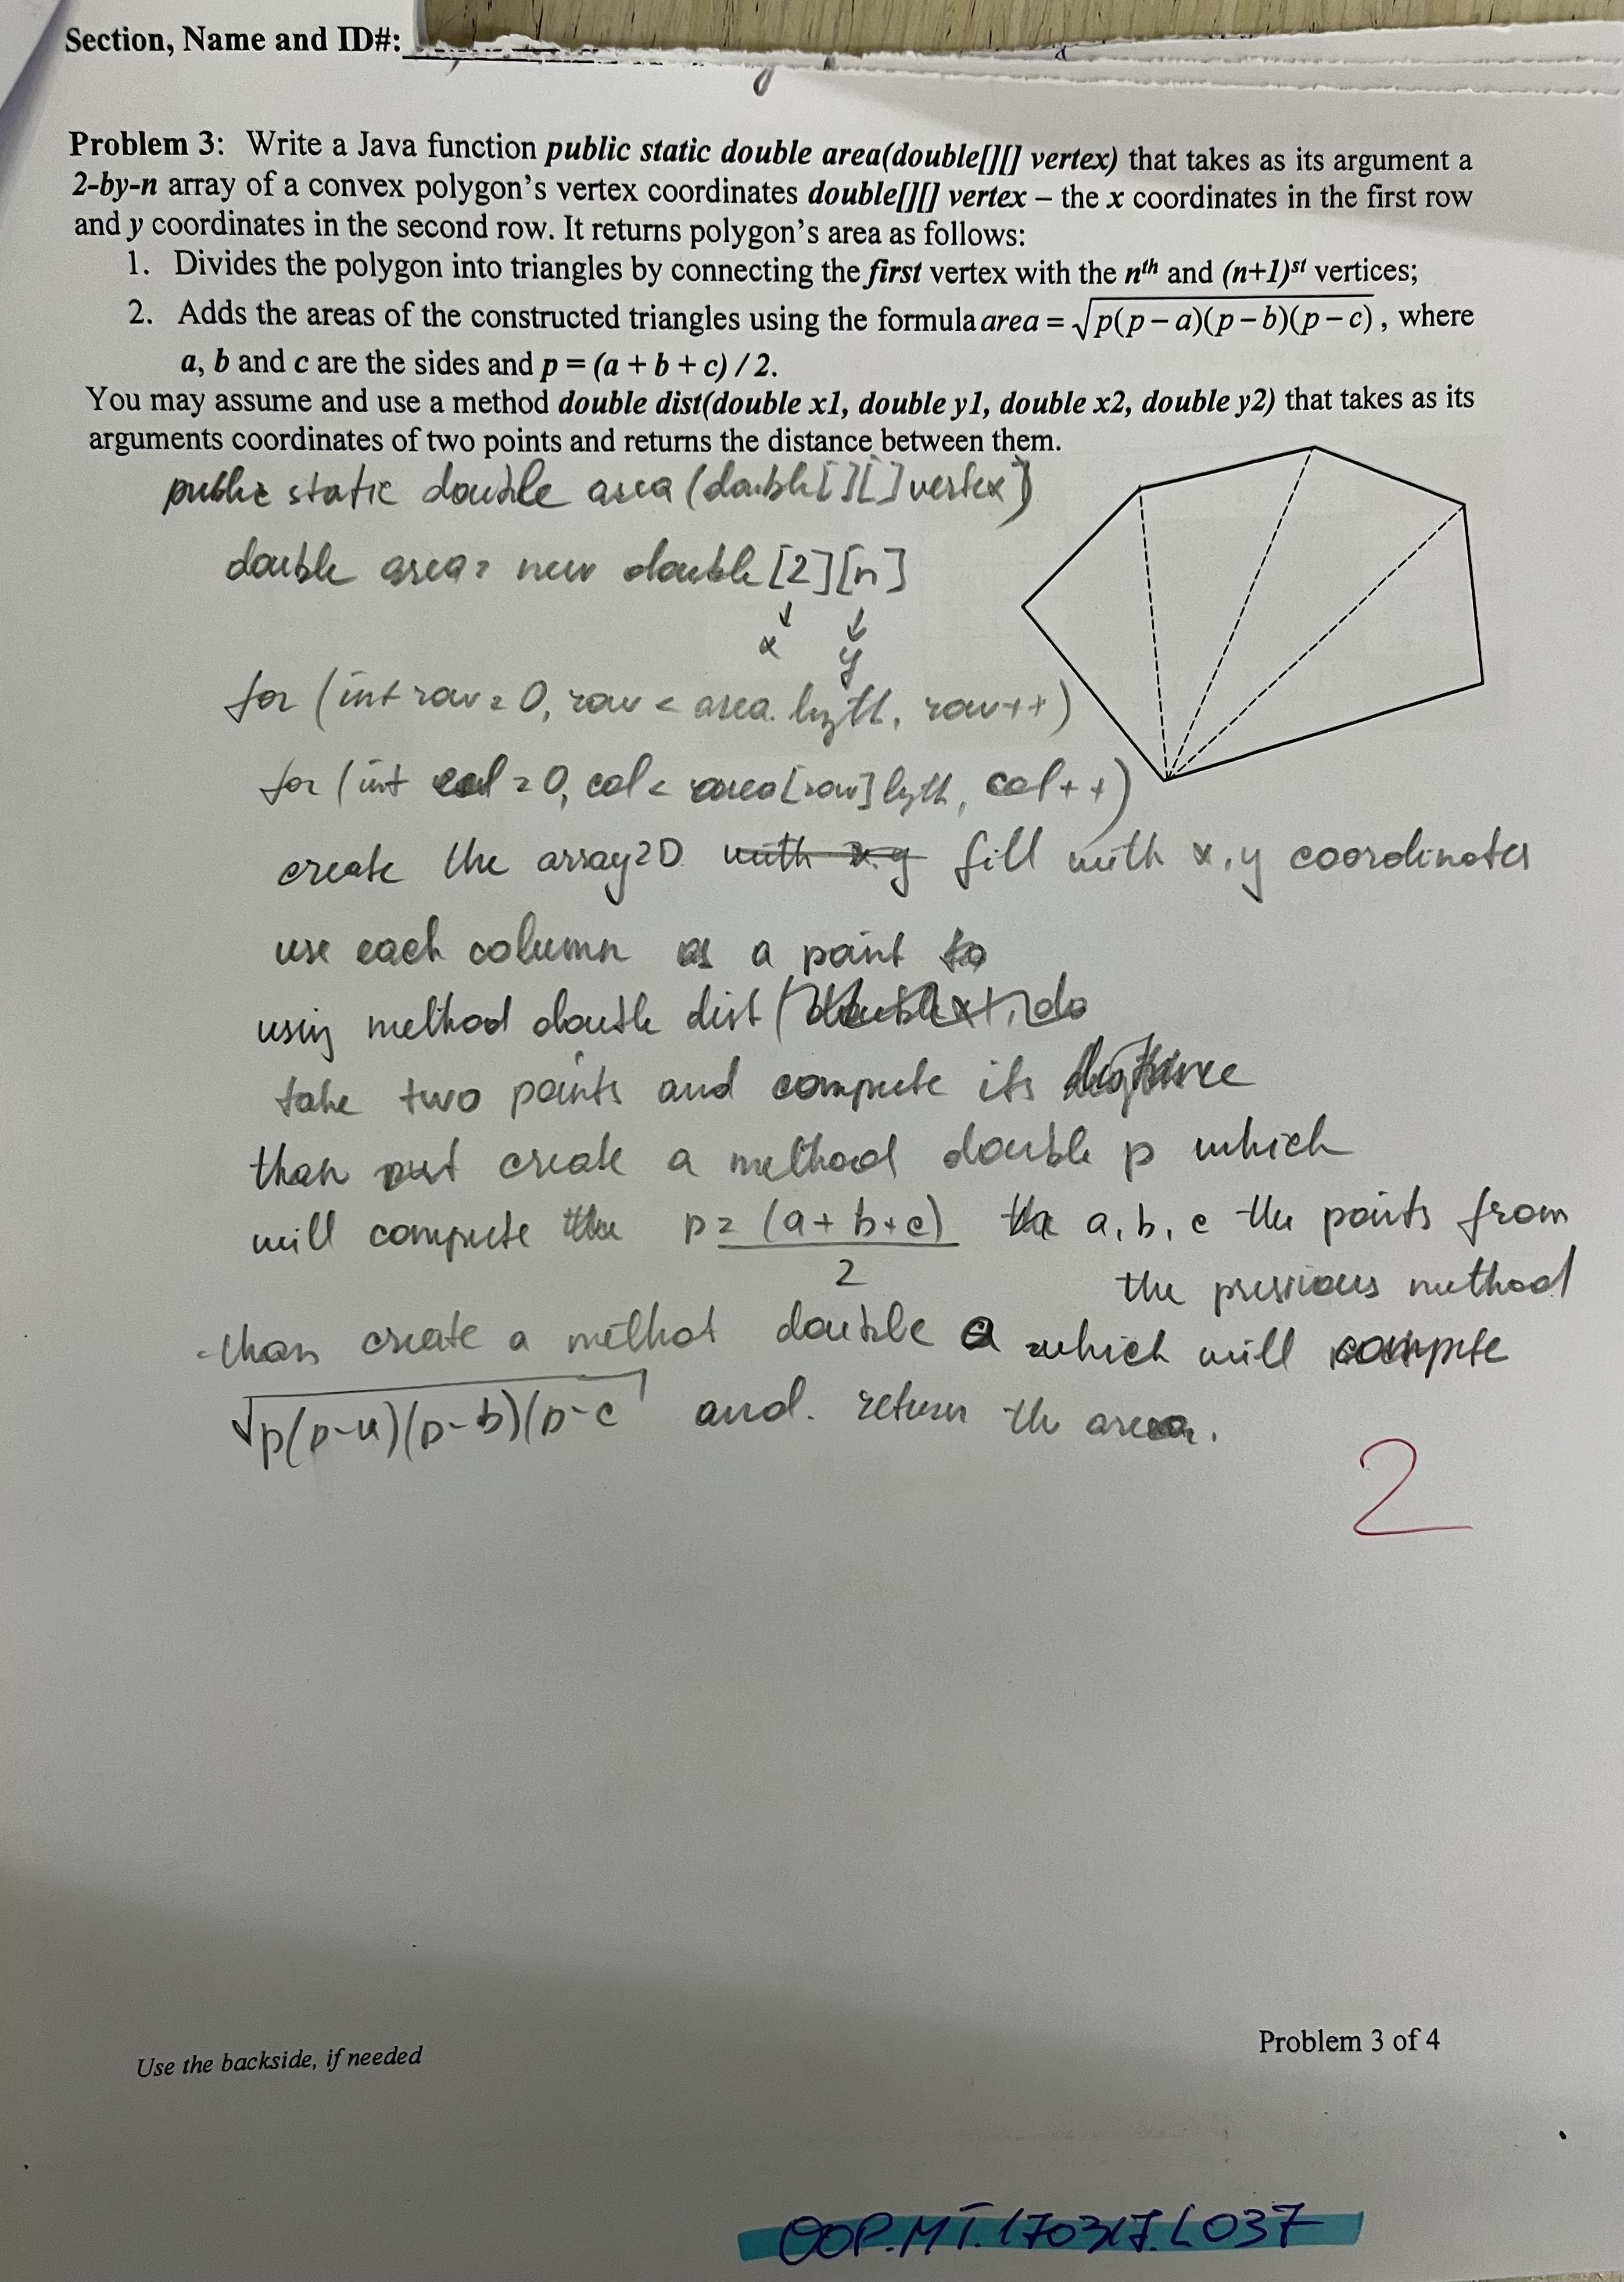 Section, Name and ID#:
Problem 3: Write a Java function public static double area(double[][] vertex) that takes as its argument a
2-by-n array of a convex polygon's vertex coordinates double[][] vertex – the x coordinates in the first row
and y coordinates in the second row. It returns polygon's area as follows:
1. Divides the polygon into triangles by connecting the first vertex with the nth and (n+1)st vertices;
2. Adds the areas of the constructed triangles using the formula area = √p(p – a)(p – b)(p – c) , where
a, b and c are the sides and p = (a + b + c) / 2.
You may assume and use a method double dist(double x1, double y1, double x2, double y2) that takes as its
arguments coordinates of two points and returns the distance between them.
public static double area (double[][] vertex)
double area = new double [2][n]
x y
for (int row = 0, row < area. length, row++)
for (int col = 0, col < area[row] length, col++)
create the array 2D with x.y fill with x, y coordinates
use each column as a point to
using method double dist (
take two points and compute its distance
than create a method double p which
will compute the p = (a + b + c) the a, b, c the points from
2 the previous method
than create a methot double a which will compute
√p(p-a)(p-b)(p-c and. return the area.
2
Use the backside, if needed
Problem 3 of 4
OOP.MT.170317.L037